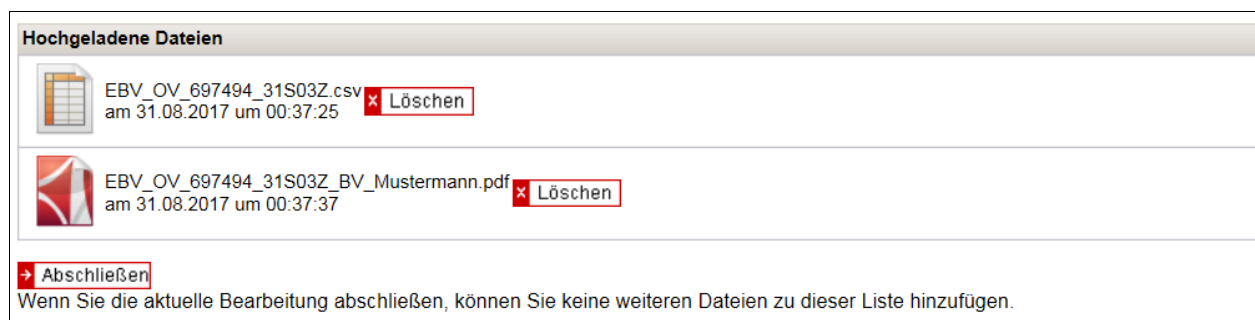 Hochgeladene Dateien
EBV_OV_697494_31S03Z.csv
am 31.08.2017 um 00:37:25
x Löschen
EBV_OV_697494_31S03Z_BV_Mustermann.pdf
am 31.08.2017 um 00:37:37
x Löschen
Abschließen
Wenn Sie die aktuelle Bearbeitung abschließen, können Sie keine weiteren Dateien zu dieser Liste hinzufügen.